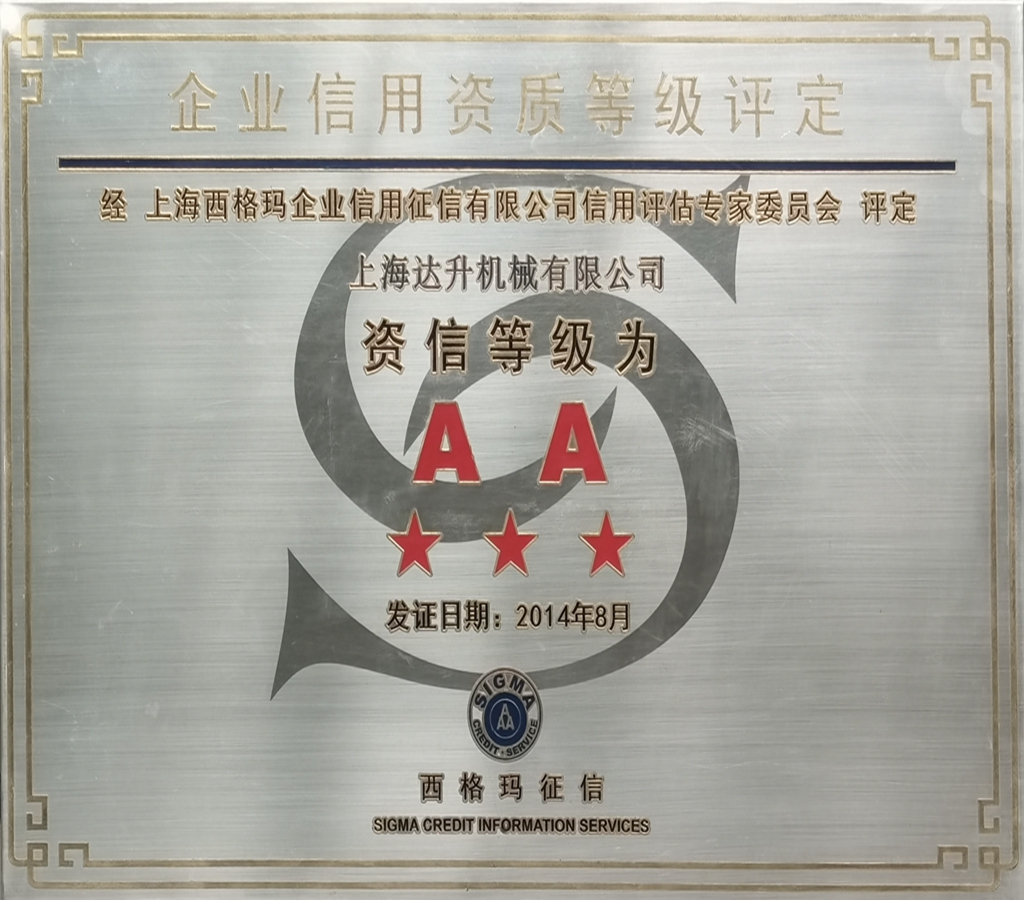 企业信用资质等级评定
经 上海西格玛企业信用征信有限公司信用评估专家委员会 评定
上海达升机械有限公司
资信等级为
A A
★ ★ ★
发证日期：2014年8月
SIGMA
AAA
CREDIT·SERVICE
西格玛征信
SIGMA CREDIT INFORMATION SERVICES